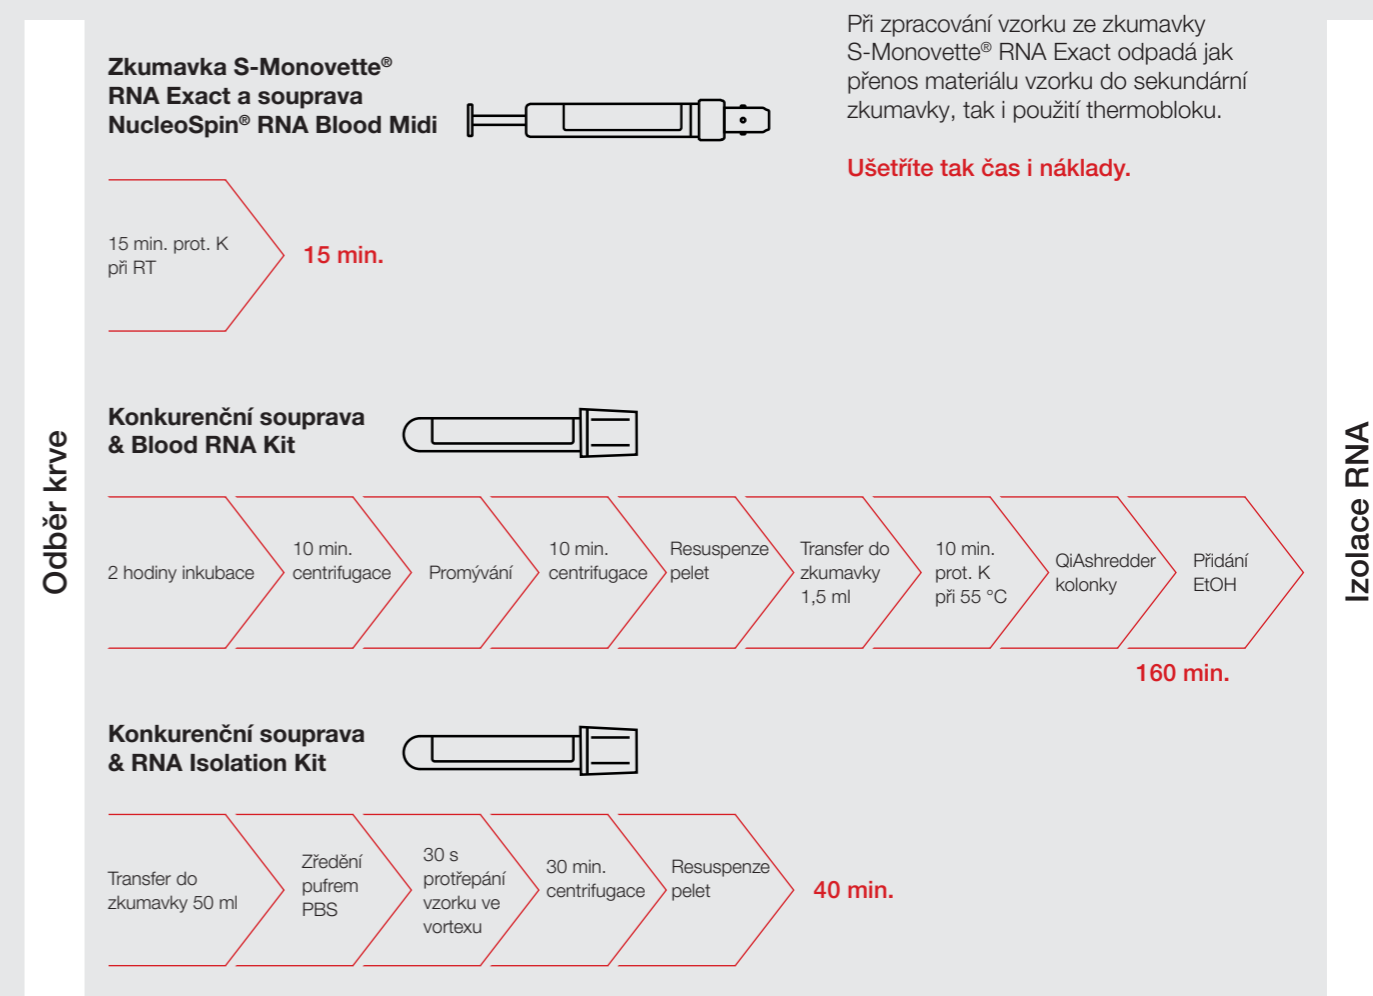 Zkumavka S-Monovette®
RNA Exact a souprava
NucleoSpin® RNA Blood Midi
Při zpracování vzorku ze zkumavky
S-Monovette® RNA Exact odpadá jak
přenos materiálu vzorku do sekundární
zkumavky, tak i použití thermobloku.
Ušetříte tak čas i náklady.
15 min. prot. K
při RT
15 min.
Odběr krve
Konkurenční souprava
& Blood RNA Kit
2 hodiny inkubace
10 min.
centrifugace
Promývání
10 min.
centrifugace
Resuspenze
pelet
Transfer do
zkumavky
1,5 ml
10 min.
prot. K
při 55 °C
QiAshredder
kolonky
Přidání
EtOH
160 min.
Izolace RNA
Konkurenční souprava
& RNA Isolation Kit
Transfer do
zkumavky 50 ml
Zředění
pufrem
PBS
30 s
protřepání
vzorku ve
vortexu
30 min.
centrifugace
Resuspenze
pelet
40 min.